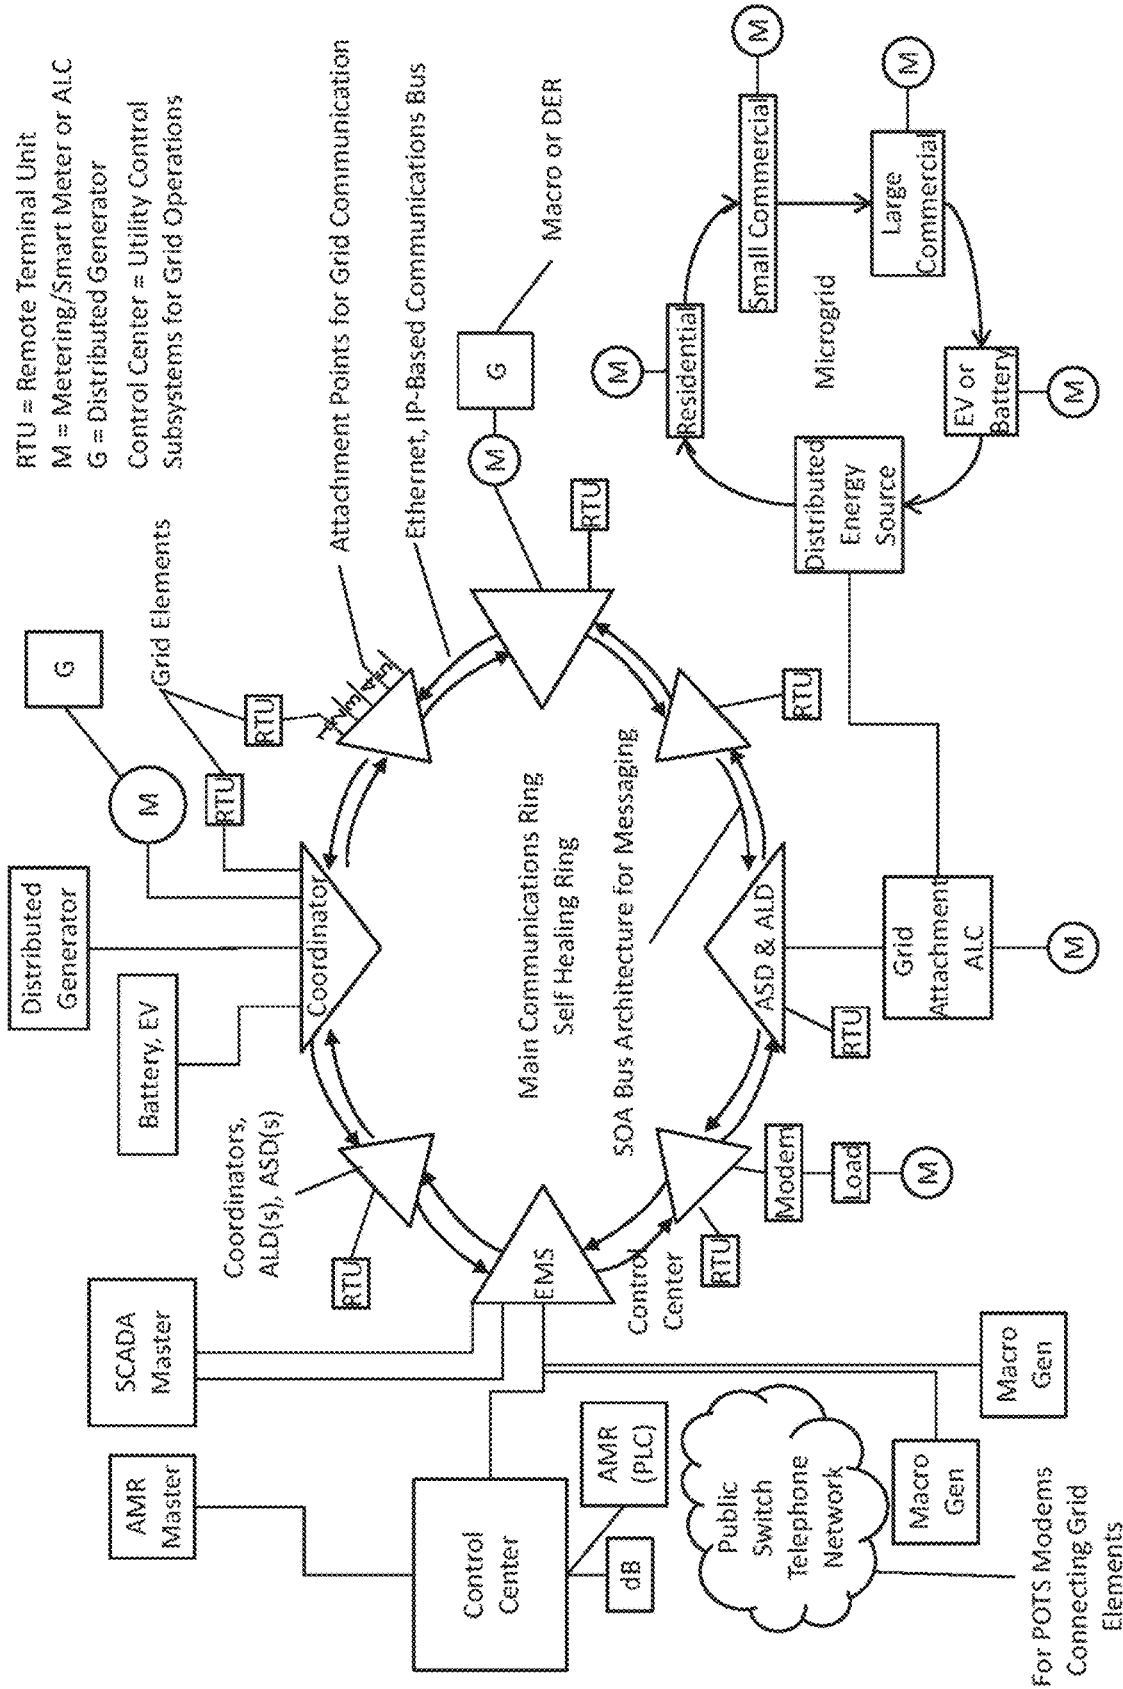 RTU = Remote Terminal Unit
M = Metering/Smart Meter or ALC
G = Distributed Generator
Control Center = Utility Control
Subsystems for Grid Operations
AMR
Master
SCADA
Master
Battery, EV
Distributed
Generator
M
G
Grid Elements
RTU
RTU
Coordinators,
ALD(s), ASD(s)
RTU
Coordinator
Attachment Points for Grid Communication
Ethernet, IP-Based Communications Bus
Control
Center
dB
AMR
(PLC)
EMS
Control
Center
Main Communications Ring
Self Healing Ring
SOA Bus Architecture for Messaging
M
G
Macro or DER
RTU
RTU
Public
Switch
Telephone
Network
For POTS Modems
Connecting Grid
Elements
Macro
Gen
Macro
Gen
RTU
Modem
Load
M
ASD & ALD
RTU
Grid
Attachment
ALC
M
Distributed
Energy
Source
Residential
M
Small Commercial
M
Microgrid
Large
Commercial
M
EV or
Battery
M